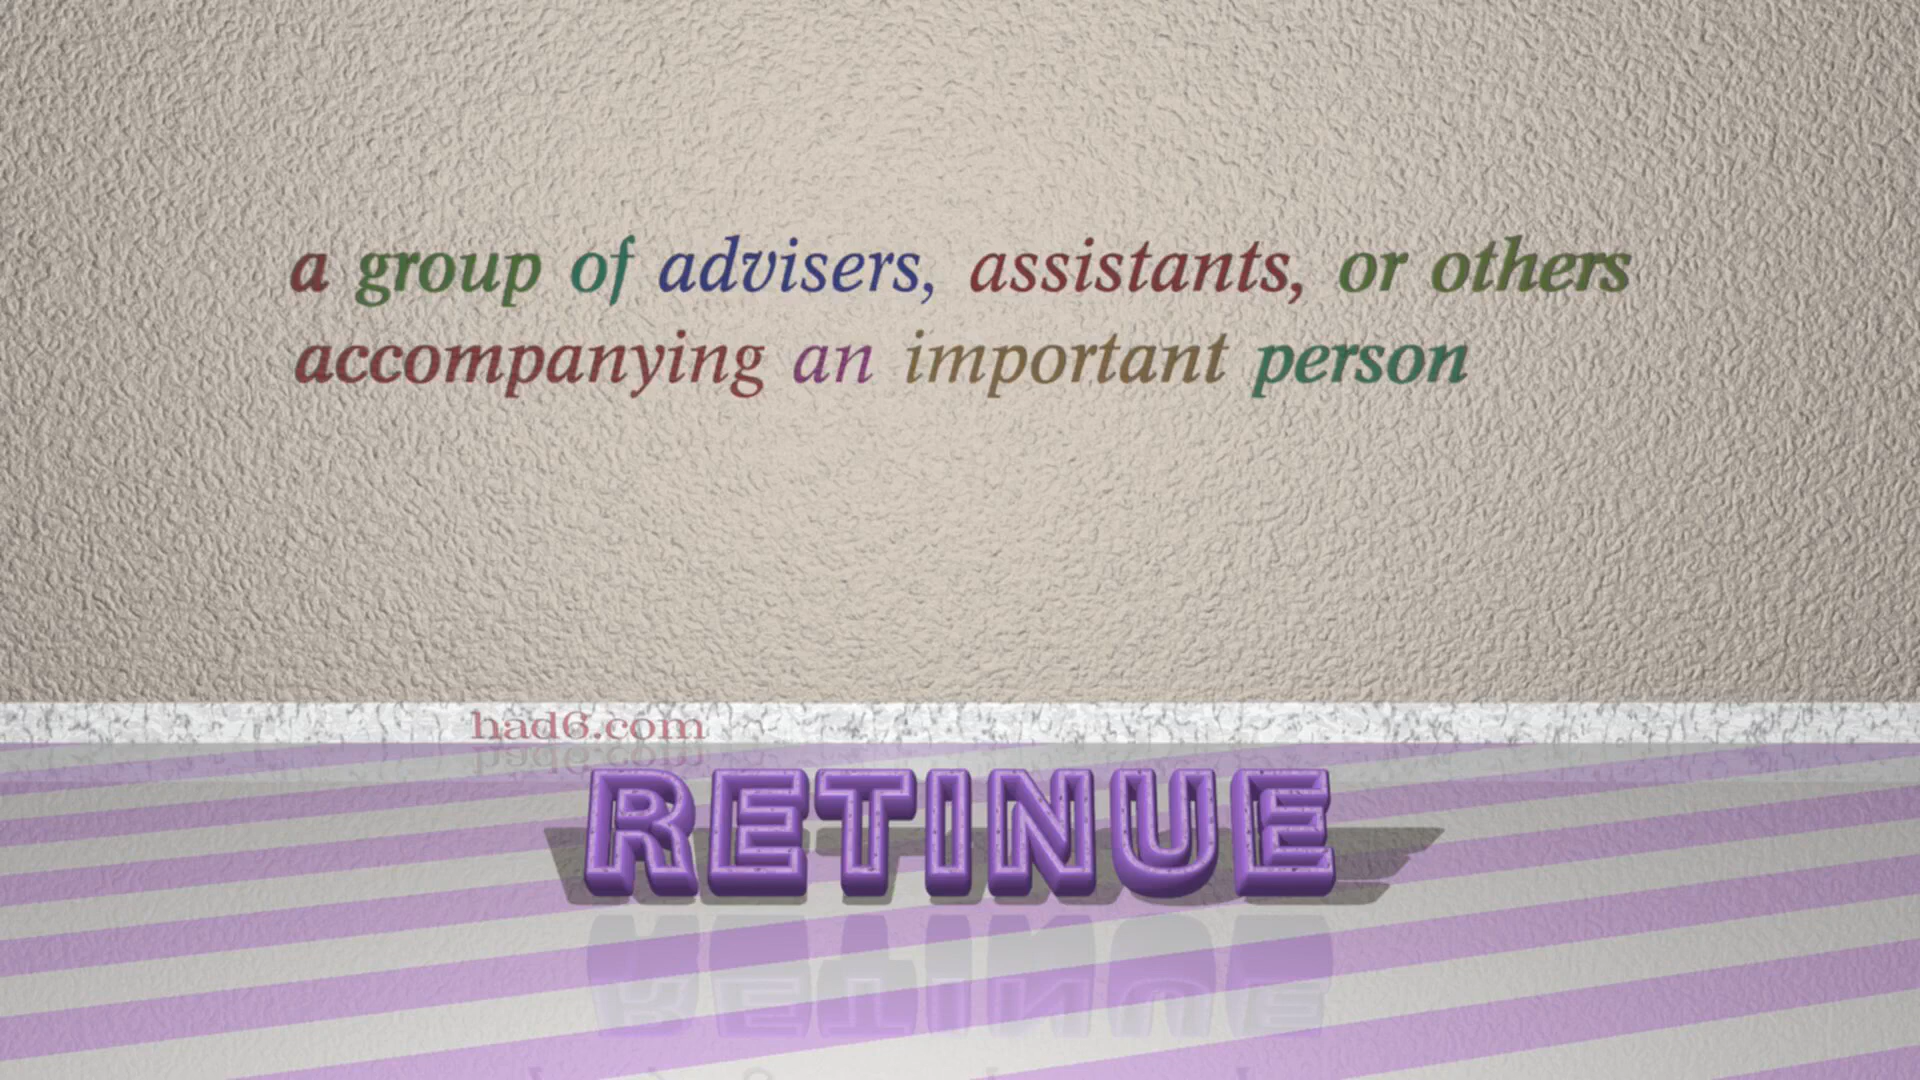 a group of advisers, assistants, or others
accompanying an important person
had6.com
RETINUE